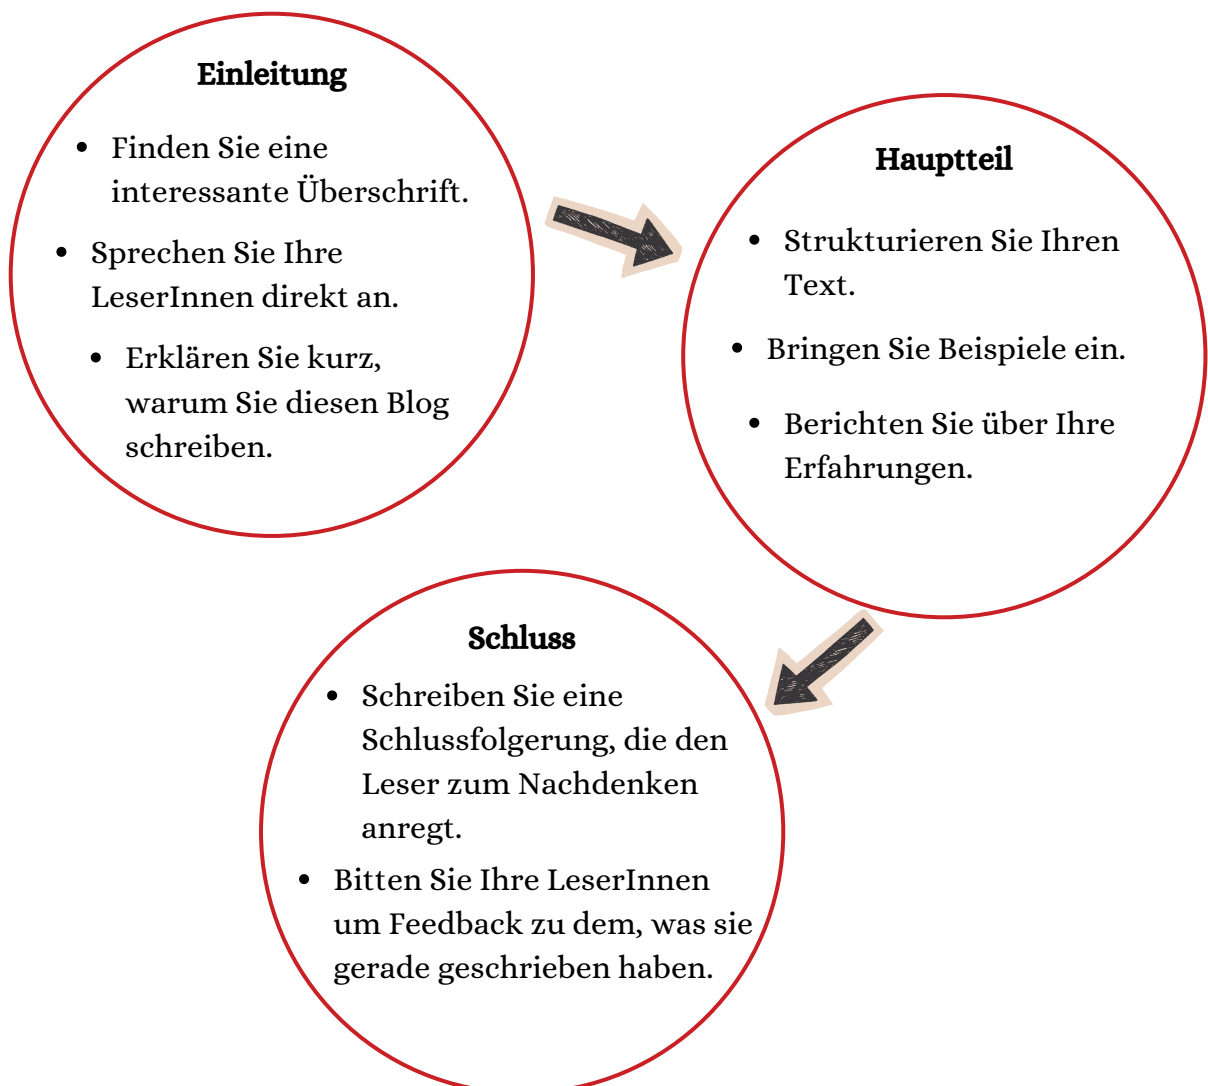 Einleitung
• Finden Sie eine
interessante Überschrift.
• Sprechen Sie Ihre
LeserInnen direkt an.
• Erklären Sie kurz,
warum Sie diesen Blog
schreiben.
Hauptteil
• Strukturieren Sie Ihren
Text.
• Bringen Sie Beispiele ein.
• Berichten Sie über Ihre
Erfahrungen.
Schluss
• Schreiben Sie eine
Schlussfolgerung, die den
Leser zum Nachdenken
anregt.
• Bitten Sie Ihre LeserInnen
um Feedback zu dem, was sie
gerade geschrieben haben.